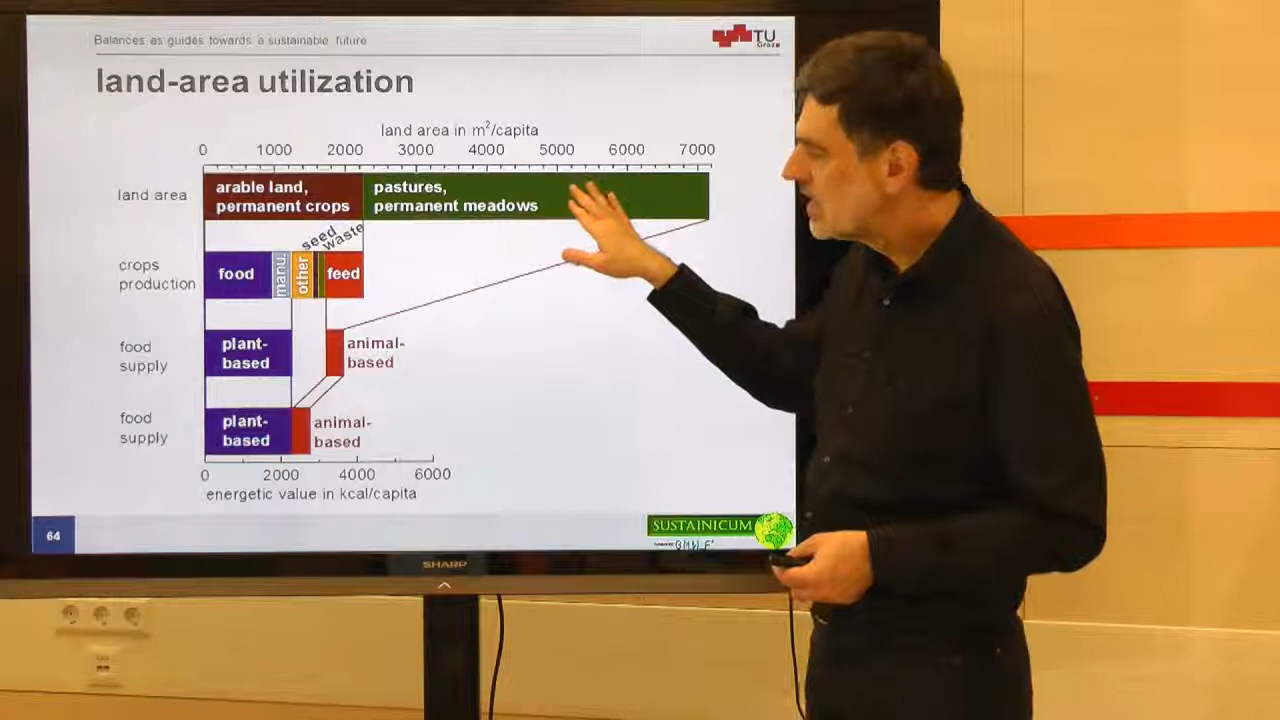 Balances as guides towards a sustainable future
TU
Graz
land-area utilization
land area in m²/capita
0 1000 2000 3000 4000 5000 6000 7000
land area
arable land,
permanent crops
pastures,
permanent meadows
seed
waste
crops
production
food
manu.
other
feed
food
supply
plant-
based
animal-
based
food
supply
plant-
based
animal-
based
0 2000 4000 6000
energetic value in kcal/capita
64
SUSTAINICUM
SHARP